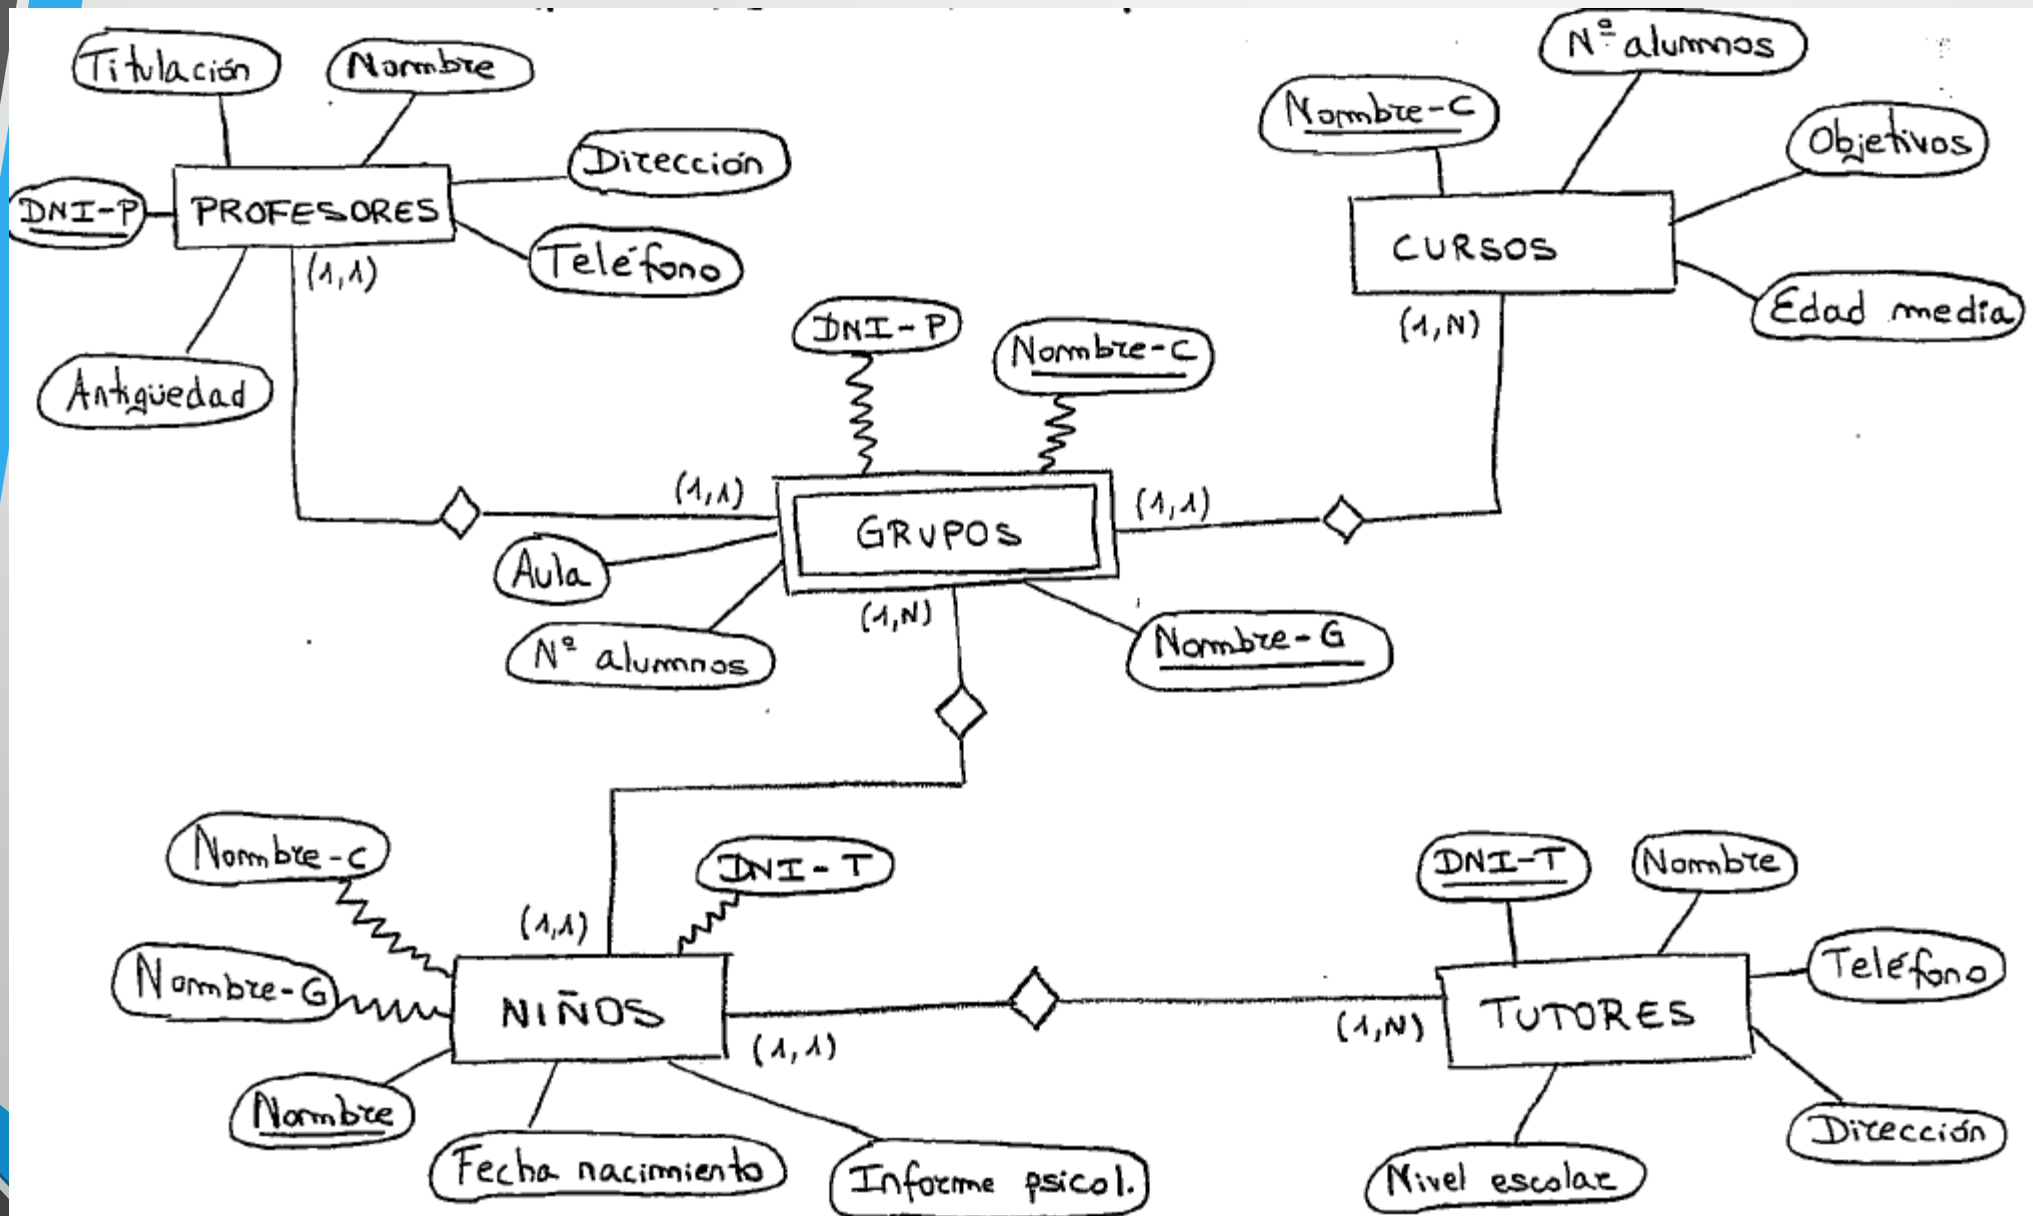 Titulación
Nombre
Nº alumnos
Nombre-C
Dirección
Objetivos
DNI-P
PROFESORES
CURSOS
Teléfono
(1,1)
Edad media
DNI-P
(1,N)
Nombre-C
Antigüedad
(1,1)
(1,1)
GRUPOS
Aula
(1,N)
Nº alumnos
Nombre-G
Nombre-C
DNI-T
DNI-T
Nombre
(1,1)
Teléfono
Nombre-G
NIÑOS
TUTORES
(1,1)
(1,N)
Nombre
Dirección
Fecha nacimiento
Informe psicol.
Nivel escolar